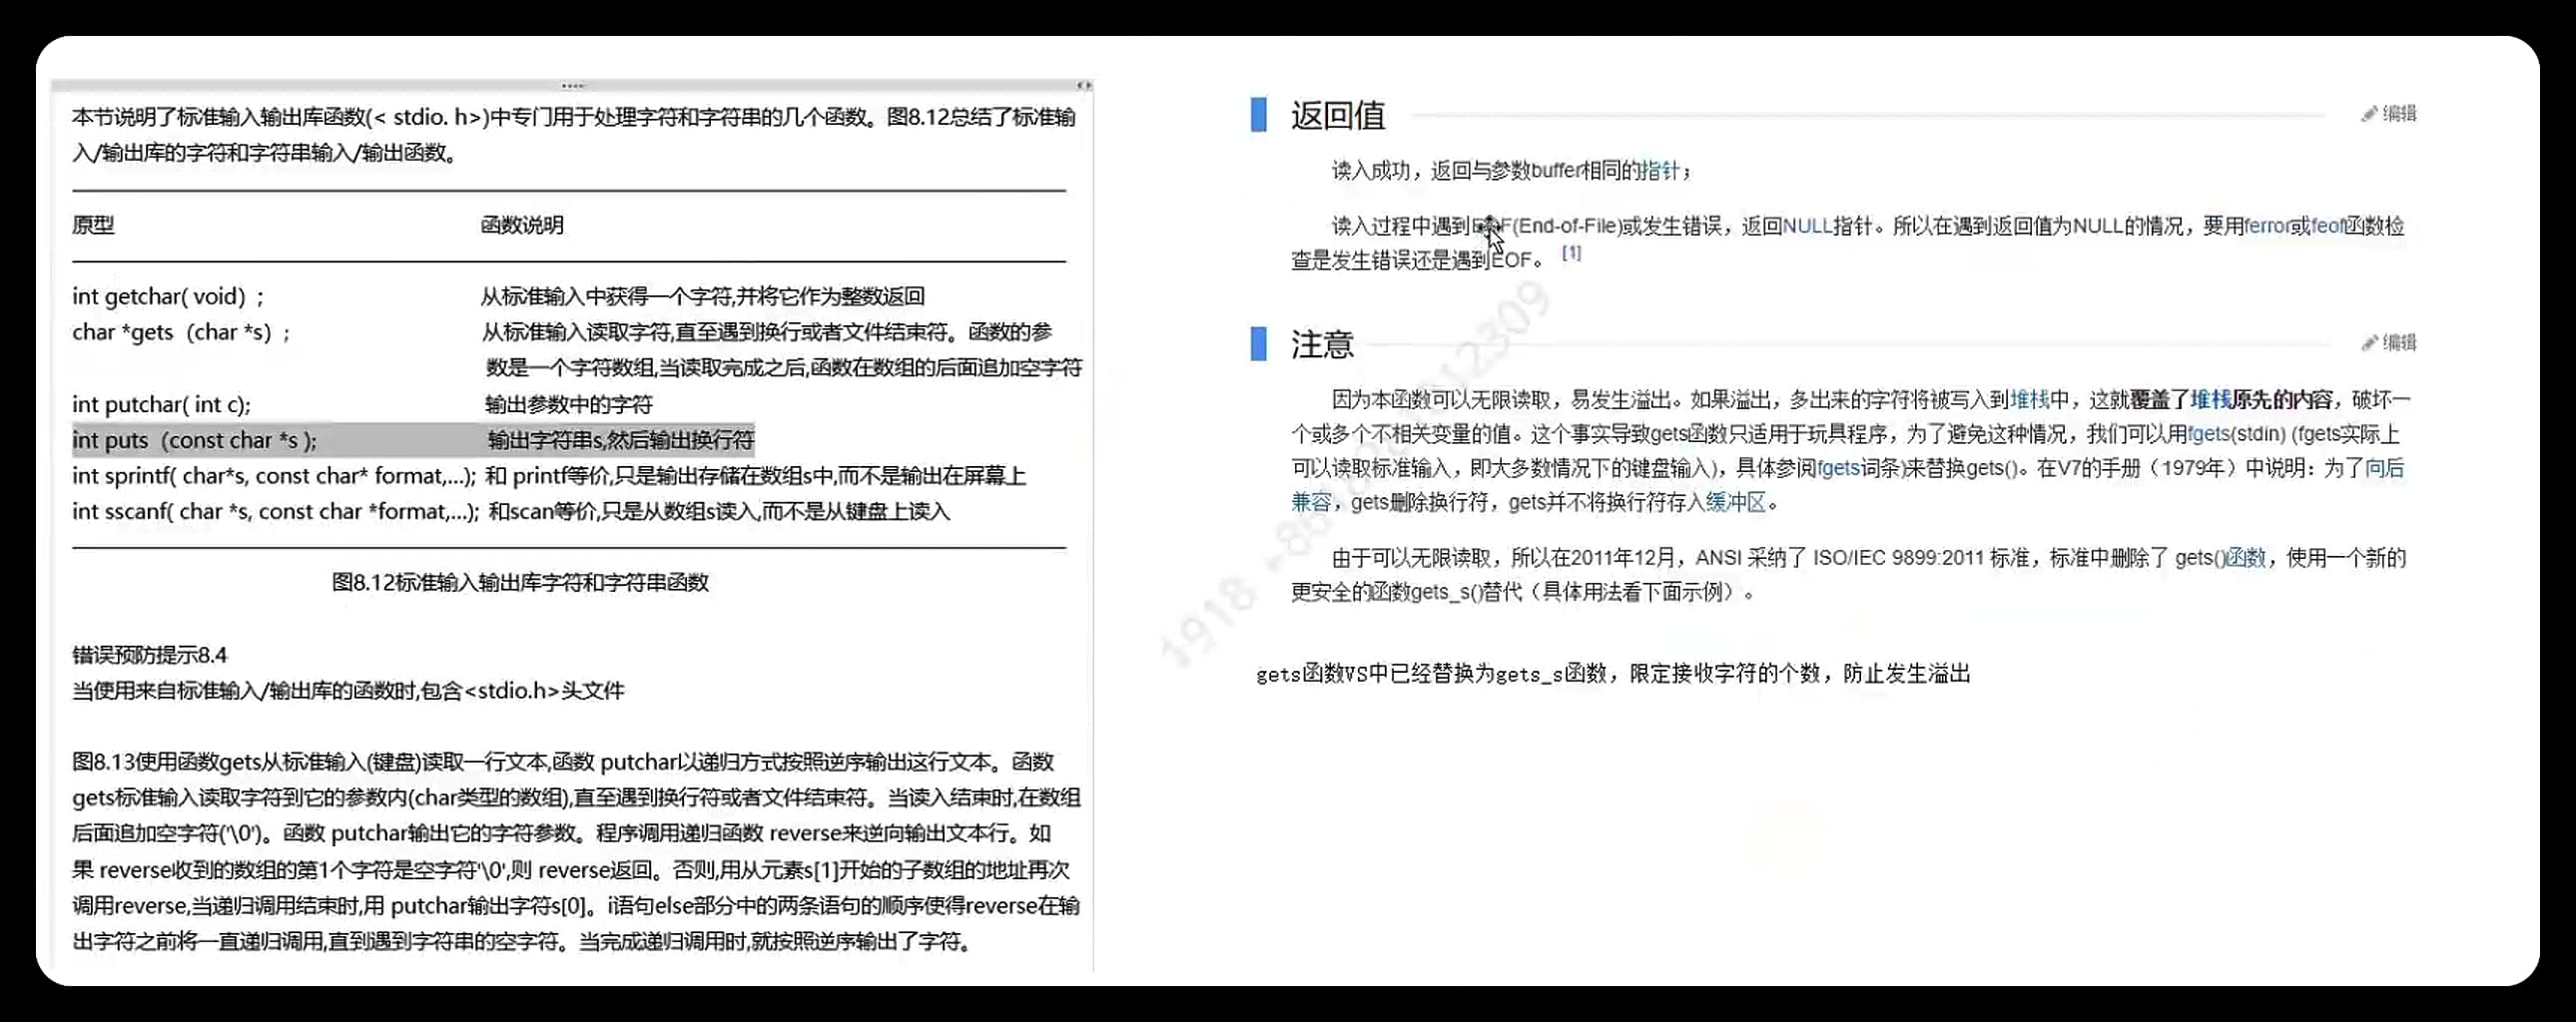 本节说明了标准输入输出库函数(< stdio. h>)中专门用于处理字符和字符串的几个函数。图8.12总结了标准输
入/输出库的字符和字符串输入/输出函数。
原型 函数说明
int getchar( void) ; 从标准输入中获得一个字符,并将它作为整数返回
char *gets (char *s) ; 从标准输入读取字符,直至遇到换行或者文件结束符。函数的参
数是一个字符数组,当读取完成之后,函数在数组的后面追加空字符
int putchar( int c); 输出参数中的字符
int puts (const char *s ); 输出字符串s,然后输出换行符
int sprintf( char*s, const char* format,...); 和 printf等价,只是输出存储在数组s中,而不是输出在屏幕上
int sscanf( char *s, const char *format,...); 和scan等价,只是从数组s读入,而不是从键盘上读入
图8.12标准输入输出库字符和字符串函数
错误预防提示8.4
当使用来自标准输入/输出库的函数时,包含<stdio.h>头文件
图8.13使用函数gets从标准输入(键盘)读取一行文本,函数 putchar以递归方式按照逆序输出这行文本。函数
gets标准输入读取字符到它的参数内(char类型的数组),直至遇到换行符或者文件结束符。当读入结束时,在数组
后面追加空字符('\0')。函数 putchar输出它的字符参数。程序调用递归函数 reverse来逆向输出文本行。如
果 reverse收到的数组的第1个字符是空字符'\0',则 reverse返回。否则,用从元素s[1]开始的子数组的地址再次
调用reverse,当递归调用结束时,用 putchar输出字符s[0]。i语句else部分中的两条语句的顺序使得reverse在输
出字符之前将一直递归调用,直到遇到字符串的空字符。当完成递归调用时,就按照逆序输出了字符。
返回值 编辑
读入成功，返回与参数buffer相同的指针；
读入过程中遇到EOF(End-of-File)或发生错误，返回NULL指针。所以在遇到返回值为NULL的情况，要用ferror或feof函数检
查是发生错误还是遇到EOF。 [1]
注意 编辑
因为本函数可以无限读取，易发生溢出。如果溢出，多出来的字符将被写入到堆栈中，这就覆盖了堆栈原先的内容，破坏一
个或多个不相关变量的值。这个事实导致gets函数只适用于玩具程序，为了避免这种情况，我们可以用fgets(stdin) (fgets实际上
可以读取标准输入，即大多数情况下的键盘输入)，具体参阅fgets词条)来替换gets()。在V7的手册（1979年）中说明：为了向后
兼容，gets删除换行符，gets并不将换行符存入缓冲区。
由于可以无限读取，所以在2011年12月，ANSI 采纳了 ISO/IEC 9899:2011 标准，标准中删除了 gets()函数，使用一个新的
更安全的函数gets_s()替代（具体用法看下面示例）。
gets函数VS中已经替换为gets_s函数，限定接收字符的个数，防止发生溢出